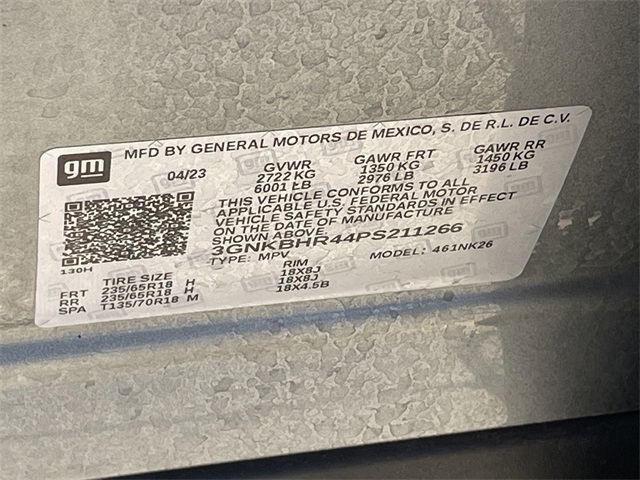 gm
MFD BY GENERAL MOTORS DE MEXICO, S. DE R.L. DE C.V.
04/23
GVWR GAWR FRT GAWR RR
2722 KG 1350 KG 1450 KG
6001 LB 2976 LB 3196 LB
THIS VEHICLE CONFORMS TO ALL
APPLICABLE U.S. FEDERAL MOTOR
VEHICLE SAFETY STANDARDS IN EFFECT
ON THE DATE OF MANUFACTURE
SHOWN ABOVE.
3GNKBHR44PS211266
TYPE: MPV MODEL: 461NK26
130H
TIRE SIZE RIM
FRT 235/65R18 H 18X8J
RR 235/65R18 H 18X8J
SPA T135/70R18 M 18X4.5B